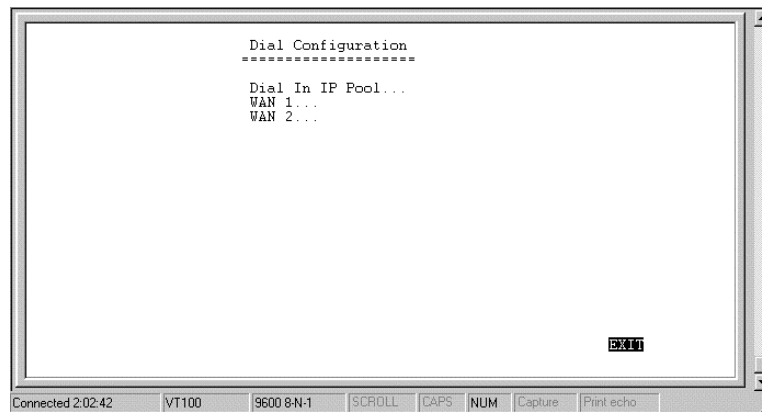 Dial Configuration
=====================
Dial In IP Pool...
WAN 1...
WAN 2...
EXIT
Connected 2:02:42 VT100 9600 8-N-1 SCROLL CAPS NUM Capture Print echo